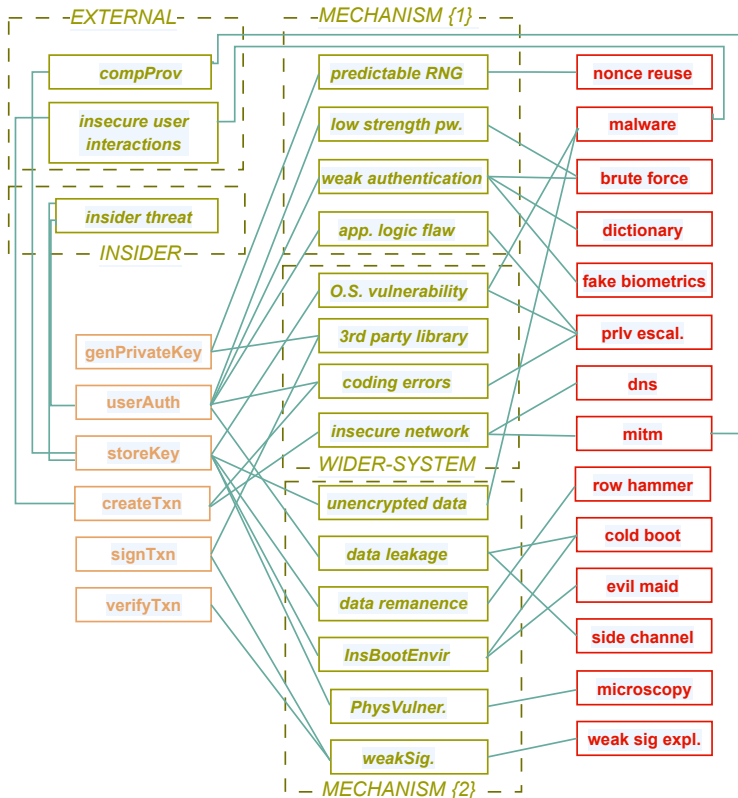 EXTERNAL
compProv
insecure user
interactions
insider threat
INSIDER
genPrivateKey
userAuth
storeKey
createTxn
signTxn
verifyTxn
MECHANISM {1}
predictable RNG
low strength pw.
weak authentication
app. logic flaw
O.S. vulnerability
3rd party library
coding errors
insecure network
WIDER-SYSTEM
unencrypted data
data leakage
data remanence
InsBootEnvir
PhysVulner.
weakSig.
MECHANISM {2}
nonce reuse
malware
brute force
dictionary
fake biometrics
prlv escal.
dns
mitm
row hammer
cold boot
evil maid
side channel
microscopy
weak sig expl.